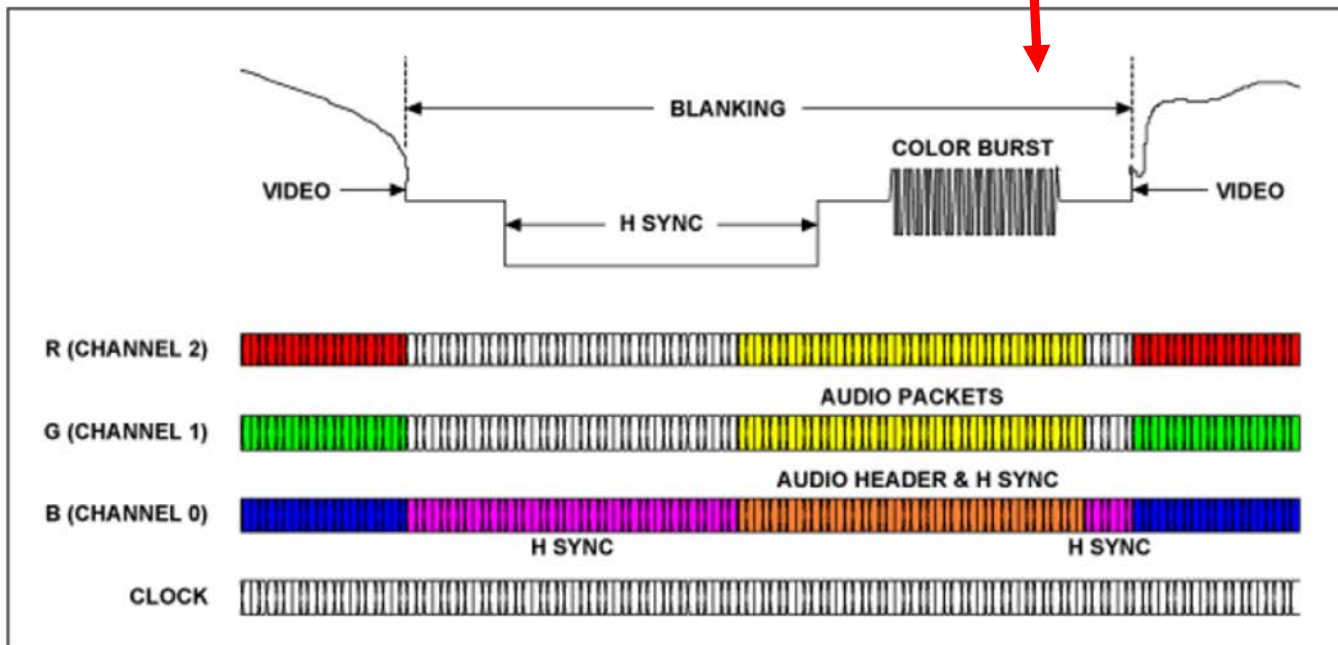 BLANKING
COLOR BURST
VIDEO
VIDEO
H SYNC
R (CHANNEL 2)
AUDIO PACKETS
G (CHANNEL 1)
AUDIO HEADER & H SYNC
B (CHANNEL 0)
H SYNC
H SYNC
CLOCK